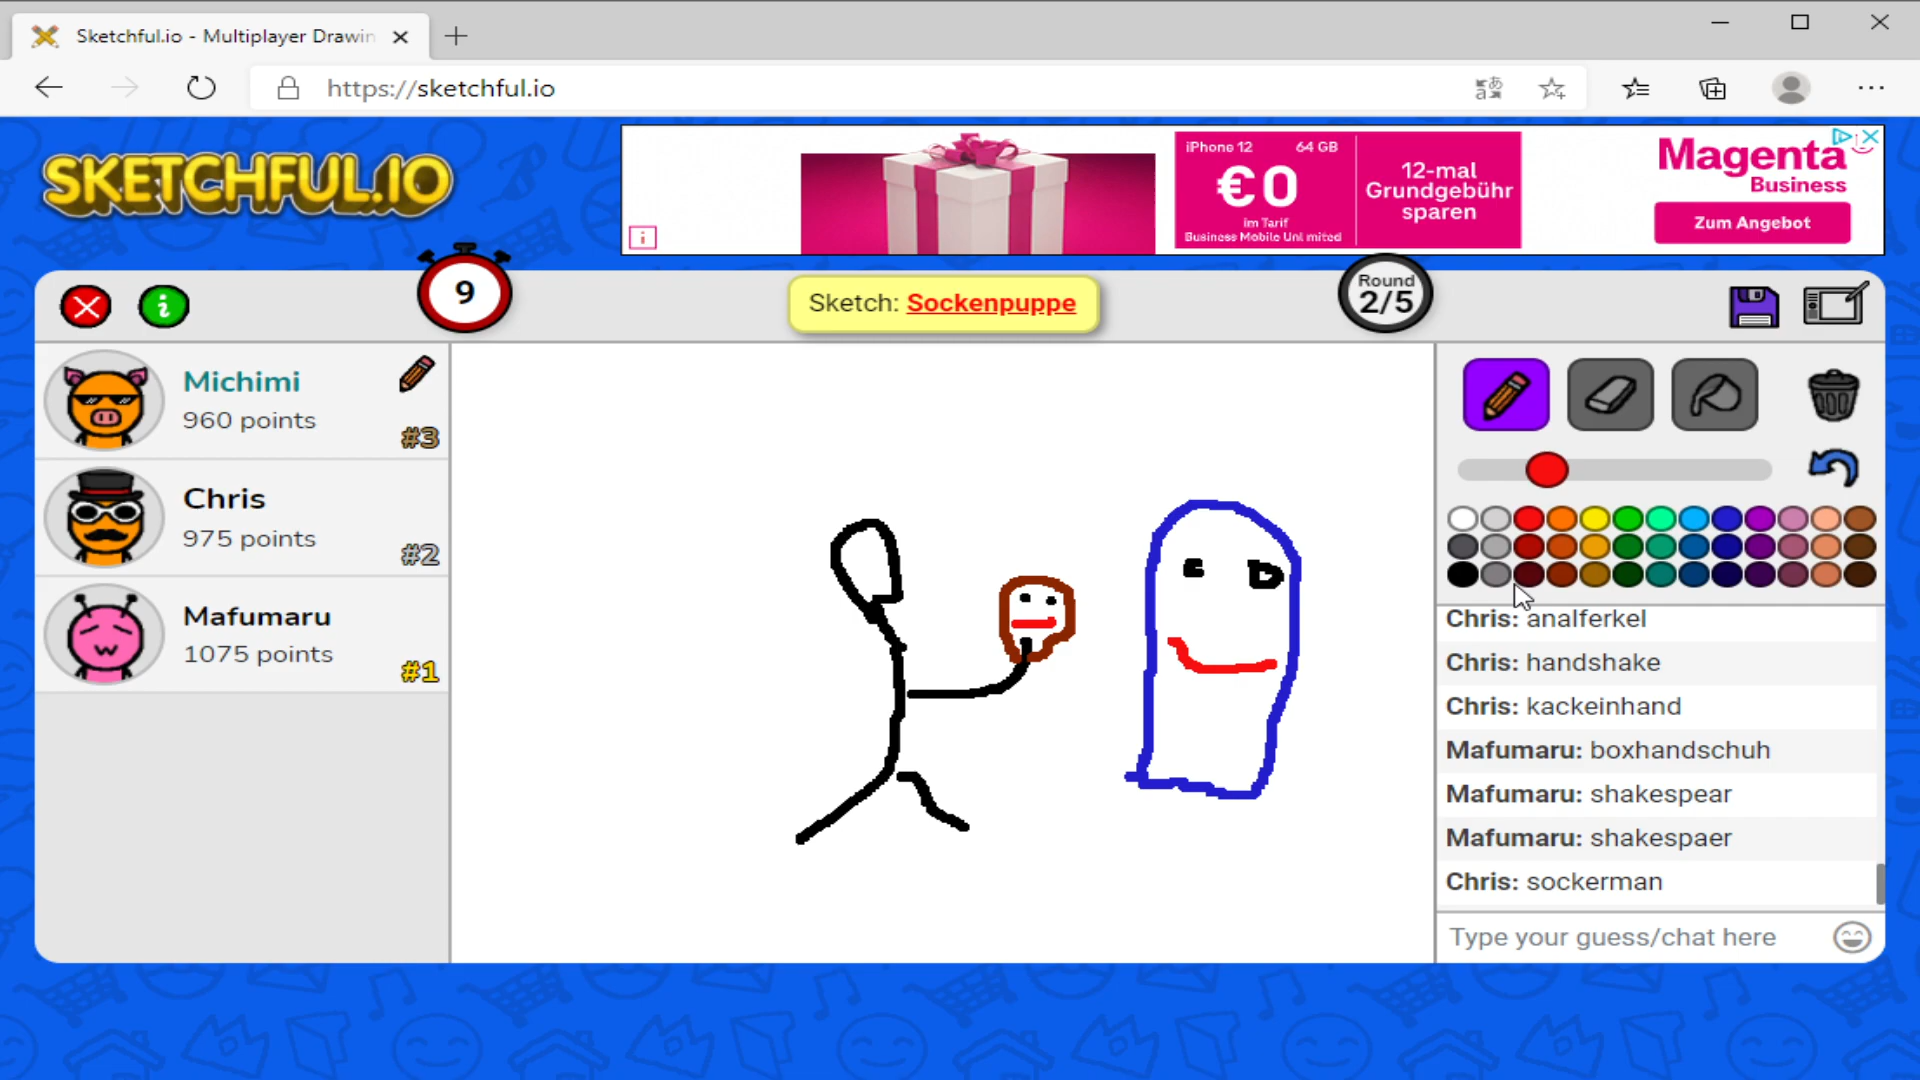 Sketchful.io - Multiplayer Drawin
https://sketchful.io
SKETCHFUL.IO
iPhone 12 64 GB
€0
im Tarif
Business Mobile Unlimited
12-mal
Grundgebühr
sparen
Magenta
Business
Zum Angebot
9
Sketch: Sockenpuppe
Round
2/5
Michimi
960 points
#3
Chris
975 points
#2
Mafumaru
1075 points
#1
Chris: analferkel
Chris: handshake
Chris: kackeinhand
Mafumaru: boxhandschuh
Mafumaru: shakespear
Mafumaru: shakespaer
Chris: sockerman
Type your guess/chat here